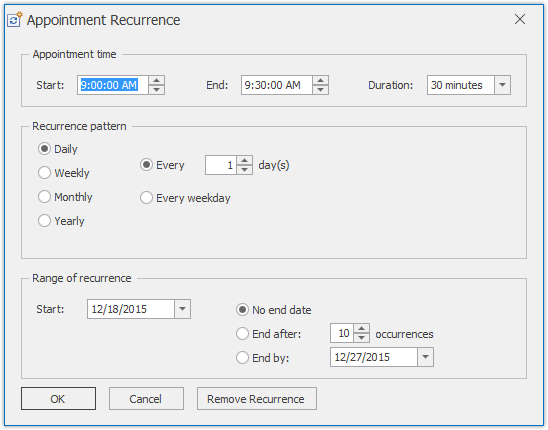 Appointment Recurrence
Appointment time
Start: 9:00:00 AM End: 9:30:00 AM Duration: 30 minutes
Recurrence pattern
Daily
Every 1 day(s)
Weekly
Every weekday
Monthly
Yearly
Range of recurrence
Start: 12/18/2015 No end date
End after: 10 occurrences
End by: 12/27/2015
OK Cancel Remove Recurrence